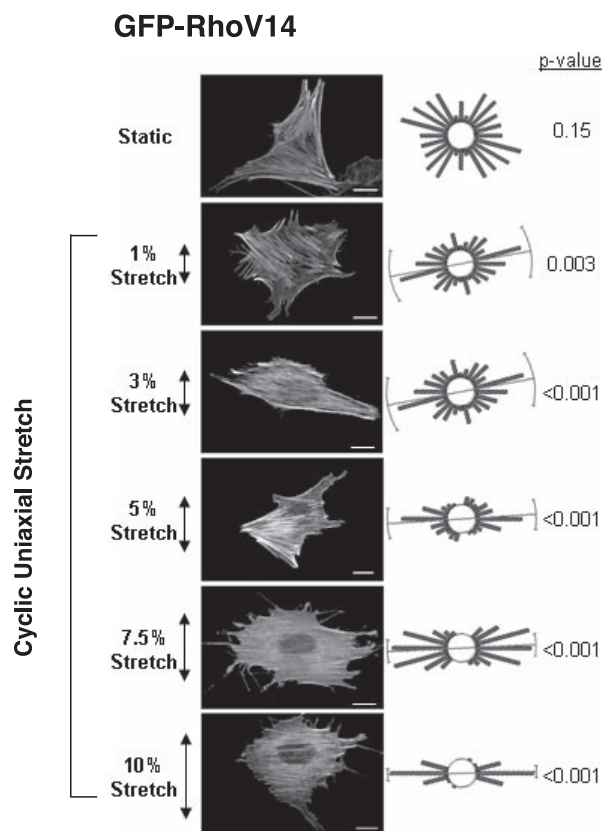 GFP-RhoV14
p-value
Static
0.15
Cyclic Uniaxial Stretch
1%
Stretch
0.003
3%
Stretch
<0.001
5%
Stretch
<0.001
7.5%
Stretch
<0.001
10%
Stretch
<0.001